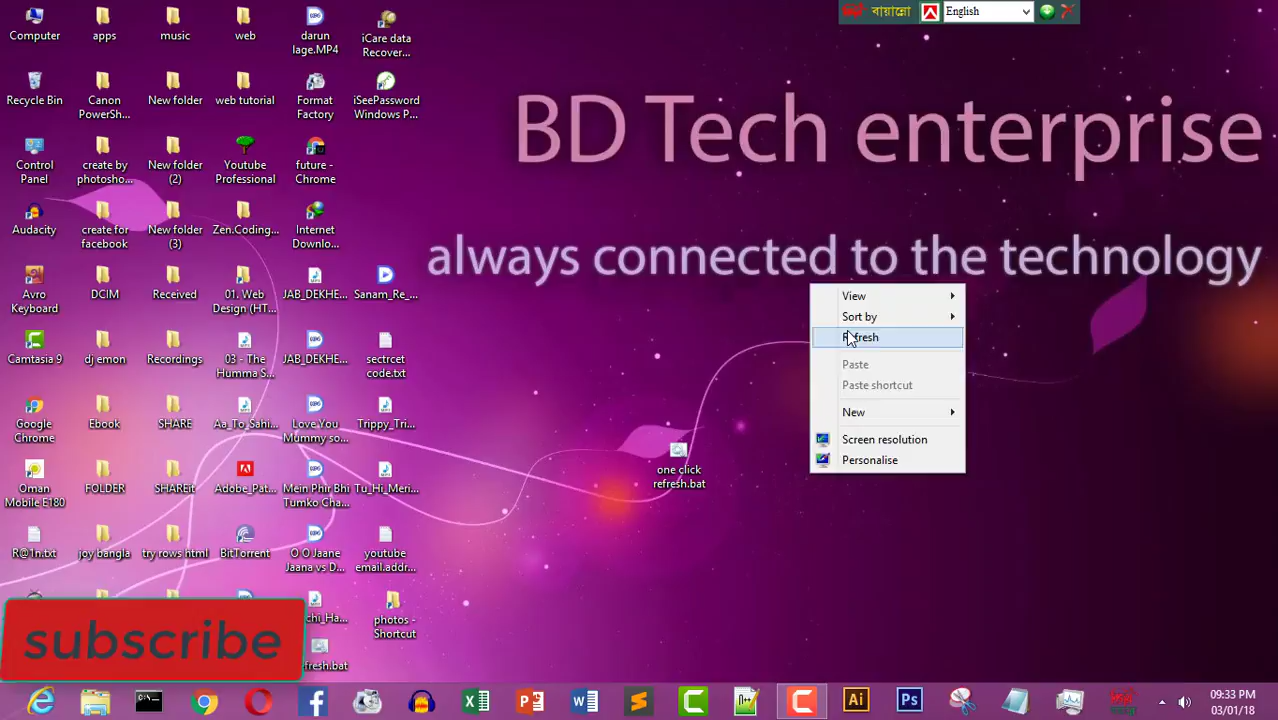 বায়ান্নো
English
Computer
apps
music
web
darun
lage.MP4
iCare data
Recover...
Recycle Bin
Canon
PowerSh...
New folder
web tutorial
Format
Factory
iSeePassword
Windows P...
Control
Panel
create by
photosho...
New folder
(2)
Youtube
Professional
future -
Chrome
Audacity
create for
facebook
New folder
(3)
Zen.Coding...
Internet
Downlo...
Avro
Keyboard
DCIM
Received
01. Web
Design (HT...
JAB_DEKHE...
Sanam_Re_...
Camtasia 9
dj emon
Recordings
03 - The
Humma S...
JAB_DEKHE...
sectrcet
code.txt
Google
Chrome
Ebook
SHARE
Aa_To_Sahi...
Love You
Mummy so...
Trippy_Tri...
Oman
Mobile E180
FOLDER
SHAREit
Adobe_Pat...
Mein Phir Bhi
Tumko Cha...
Tu_Hi_Meri...
R@1n.txt
joy bangla
try rows html
BitTorrent
O O Jaane
Jaana vs D...
youtube
email.addr...
photos -
Shortcut
one click
refresh.bat
BD Tech enterprise
always connected to the technology
View
Sort by
Refresh
Paste
Paste shortcut
New
Screen resolution
Personalise
subscribe
09:33 PM
03/01/18